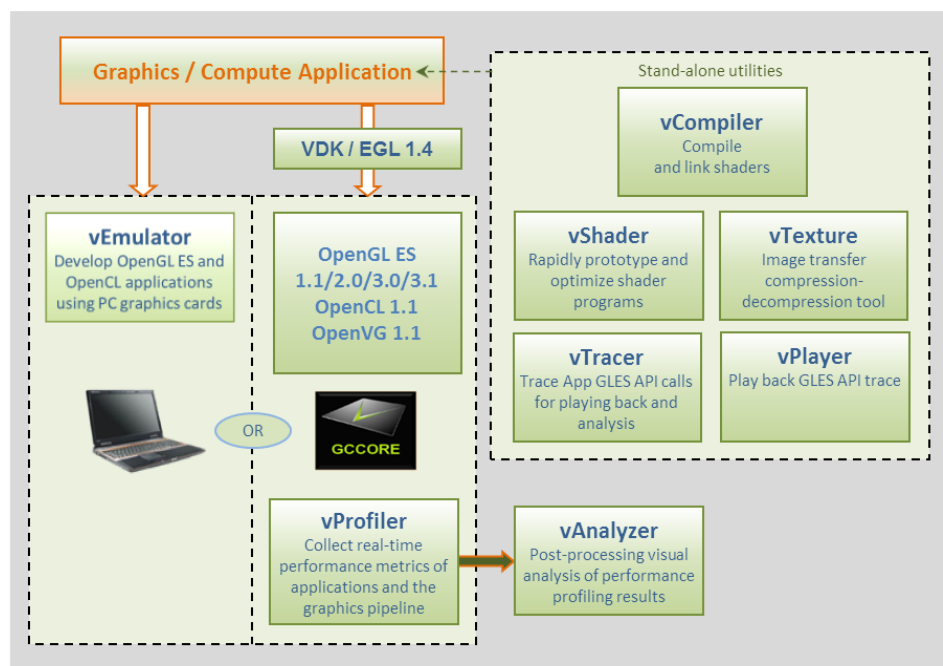 Graphics / Compute Application
Stand-alone utilities
vCompiler
Compile
and link shaders
VDK / EGL 1.4
vEmulator
Develop OpenGL ES and
OpenCL applications
using PC graphics cards
OpenGL ES
1.1/2.0/3.0/3.1
OpenCL 1.1
OpenVG 1.1
vShader
Rapidly prototype and
optimize shader
programs
vTexture
Image transfer
compression-
decompression tool
vTracer
Trace App GLES API calls
for playing back and
analysis
vPlayer
Play back GLES API trace
OR
GCCORE
vProfiler
Collect real-time
performance metrics of
applications and the
graphics pipeline
vAnalyzer
Post-processing visual
analysis of performance
profiling results